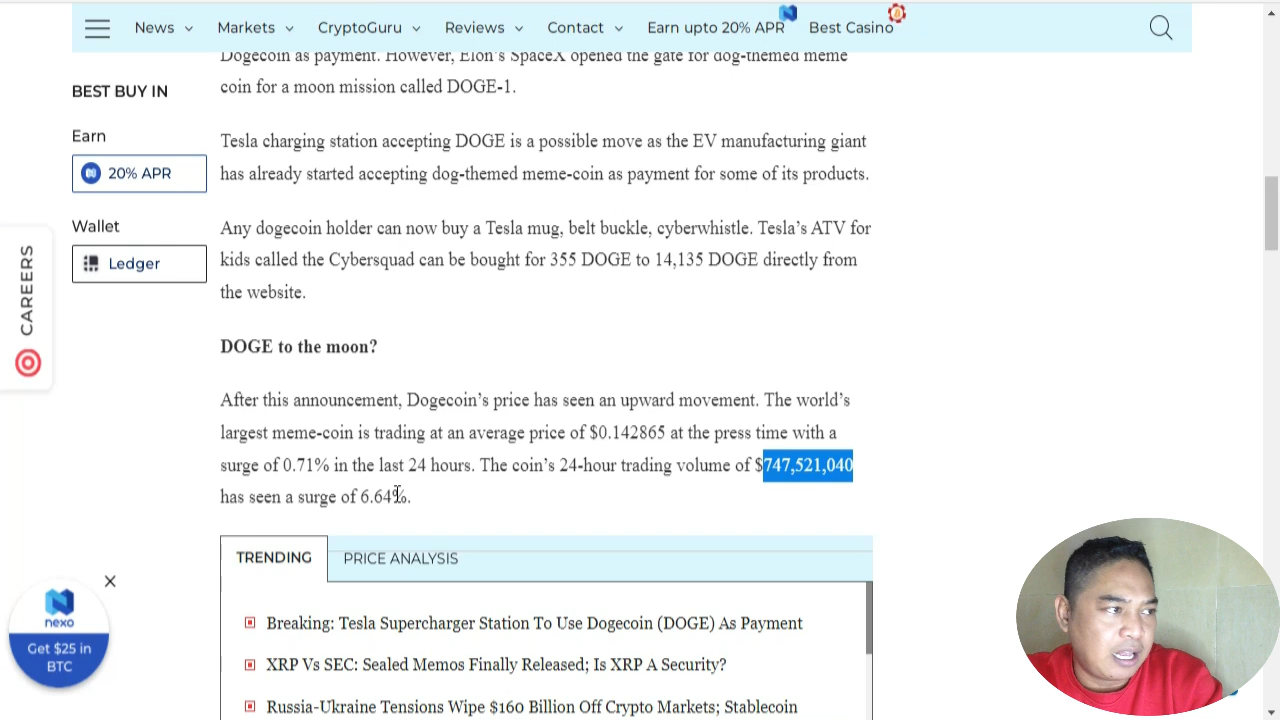 News
Markets
CryptoGuru
Reviews
Contact
Earn upto 20% APR
Best Casino
BEST BUY IN
Earn
20% APR
Wallet
Ledger
CAREERS
Dogecoin as payment. However, Elon's SpaceX opened the gate for dog-themed meme
coin for a moon mission called DOGE-1.
Tesla charging station accepting DOGE is a possible move as the EV manufacturing giant
has already started accepting dog-themed meme-coin as payment for some of its products.
Any dogecoin holder can now buy a Tesla mug, belt buckle, cyberwhistle. Tesla's ATV for
kids called the Cybersquad can be bought for 355 DOGE to 14,135 DOGE directly from
the website.
DOGE to the moon?
After this announcement, Dogecoin's price has seen an upward movement. The world's
largest meme-coin is trading at an average price of $0.142865 at the press time with a
surge of 0.71% in the last 24 hours. The coin's 24-hour trading volume of $747,521,040
has seen a surge of 6.64%.
TRENDING
PRICE ANALYSIS
Breaking: Tesla Supercharger Station To Use Dogecoin (DOGE) As Payment
XRP Vs SEC: Sealed Memos Finally Released; Is XRP A Security?
Russia-Ukraine Tensions Wipe $160 Billion Off Crypto Markets; Stablecoin
nexo
Get $25 in
BTC